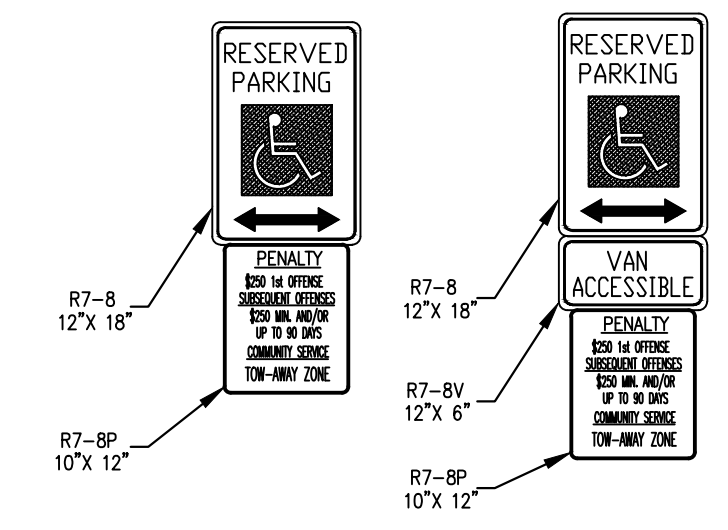 RESERVED
PARKING
PENALTY
$250 1st OFFENSE
SUBSEQUENT OFFENSES
$250 MIN. AND/OR
UP TO 90 DAYS
COMMUNITY SERVICE
TOW-AWAY ZONE
R7-8
12"X 18"
R7-8P
10"X 12"
RESERVED
PARKING
VAN
ACCESSIBLE
PENALTY
$250 1st OFFENSE
SUBSEQUENT OFFENSES
$250 MIN. AND/OR
UP TO 90 DAYS
COMMUNITY SERVICE
TOW-AWAY ZONE
R7-8
12"X 18"
R7-8V
12"X 6"
R7-8P
10"X 12"